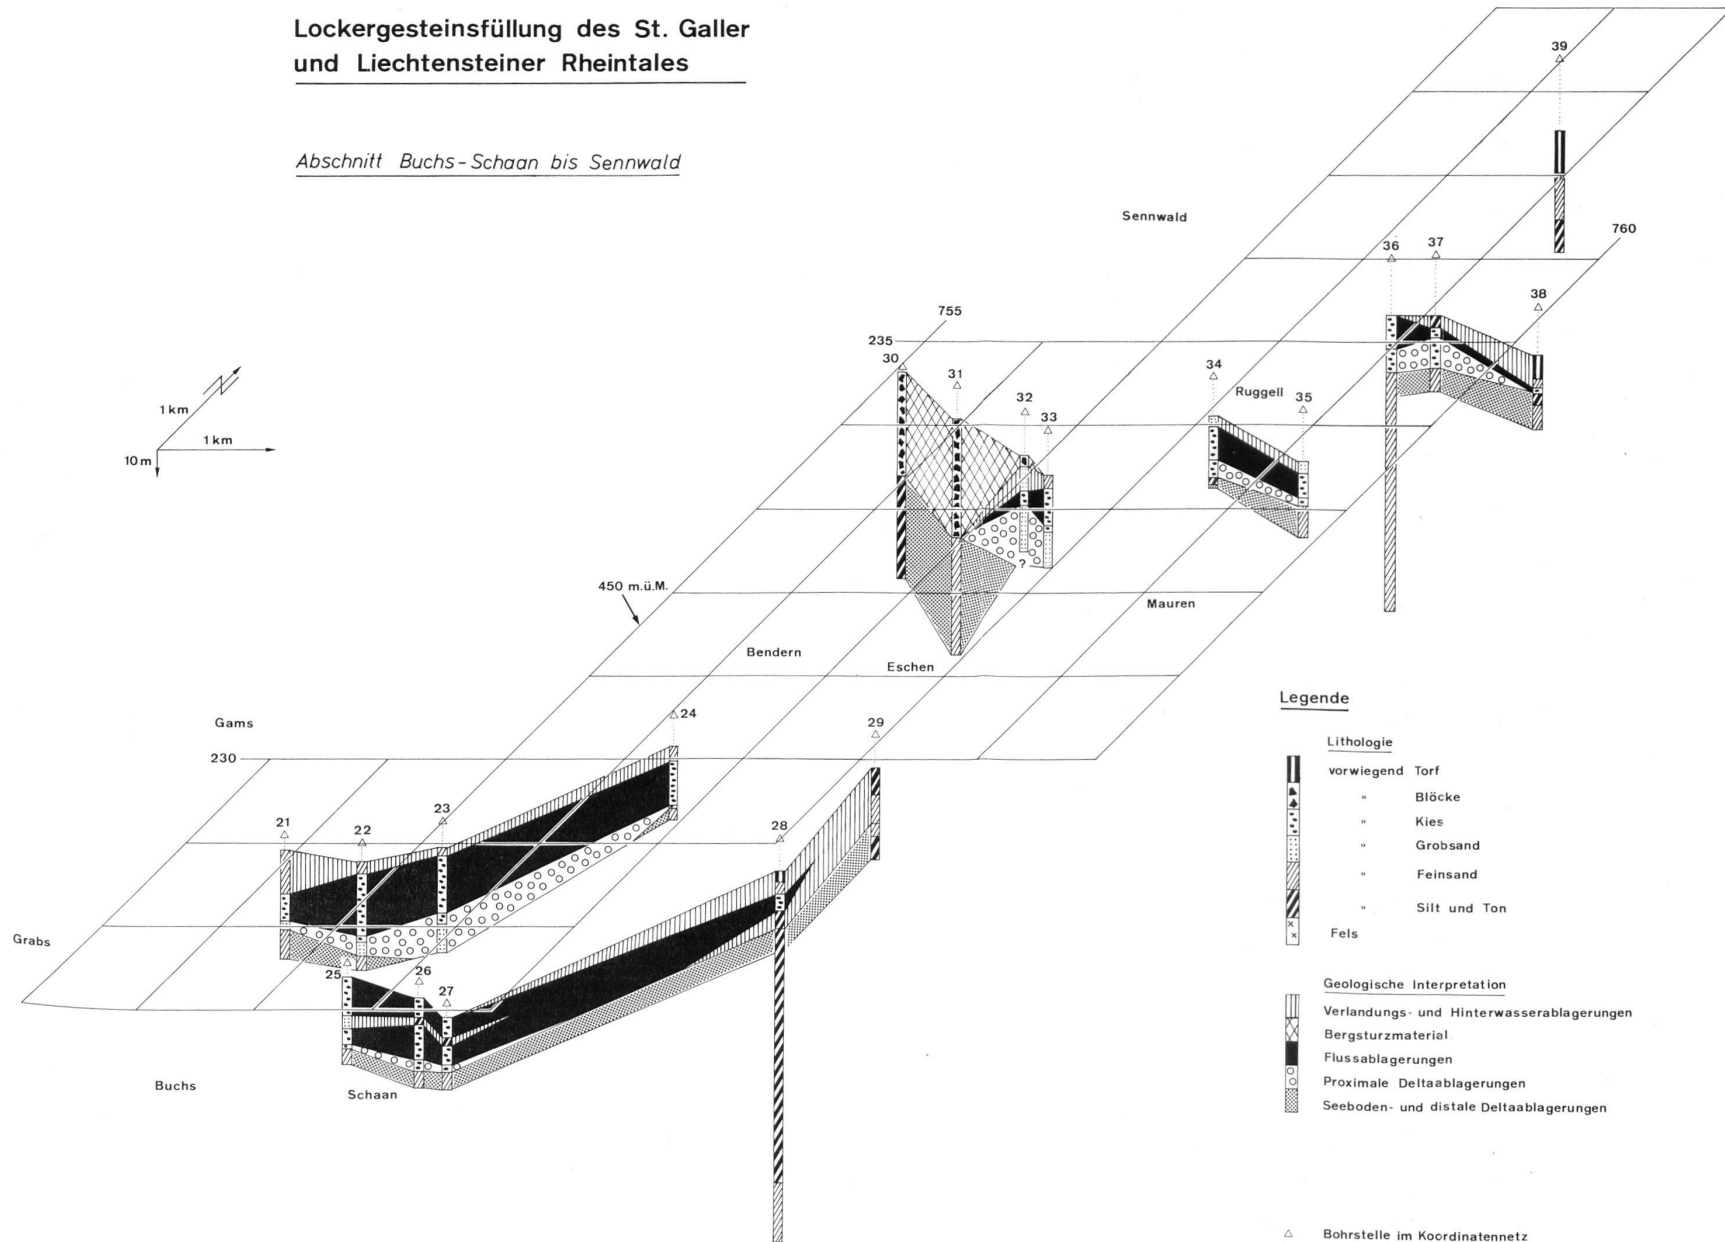 Lockergesteinsfüllung des St. Galler
und Liechtensteiner Rheintales
Abschnitt Buchs-Schaan bis Sennwald
39
Sennwald
760
36
37
38
755
235
30
31
32
33
34
Ruggell
35
N
1 km
1 km
10 m
?
450 m.ü.M.
Mauren
Bendern
Eschen
Gams
24
29
230
21
22
23
28
Grabs
25
26
27
Buchs
Schaan
Legende
Lithologie
vorwiegend Torf
" Blöcke
" Kies
" Grobsand
" Feinsand
" Silt und Ton
Fels
Geologische Interpretation
Verlandungs- und Hinterwasserablagerungen
Bergsturzmaterial
Flussablagerungen
Proximale Deltaablagerungen
Seeboden- und distale Deltaablagerungen
△ Bohrstelle im Koordinatennetz